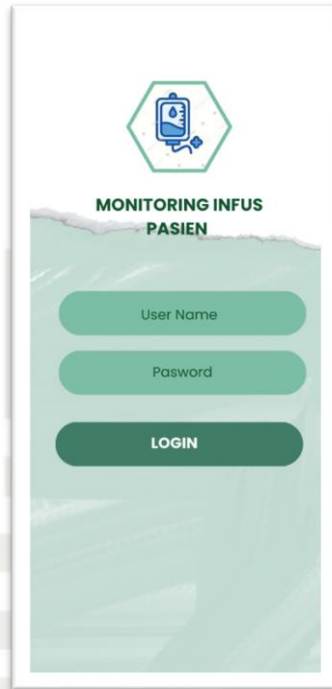 MONITORING INFUS
PASIEN
User Name
Pasword
LOGIN